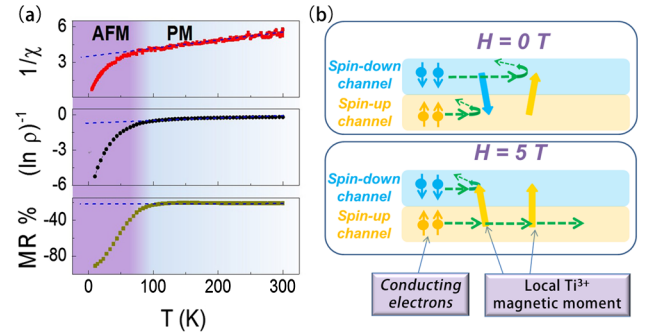 (a)
AFM
PM
6
3
1/χ
0
-3
-6
(ln ρ)⁻¹
-40
-80
MR %
0
100
200
300
T (K)
(b)
H = 0 T
Spin-down
channel
Spin-up
channel
H = 5 T
Spin-down
channel
Spin-up
channel
Conducting
electrons
Local Ti³⁺
magnetic moment